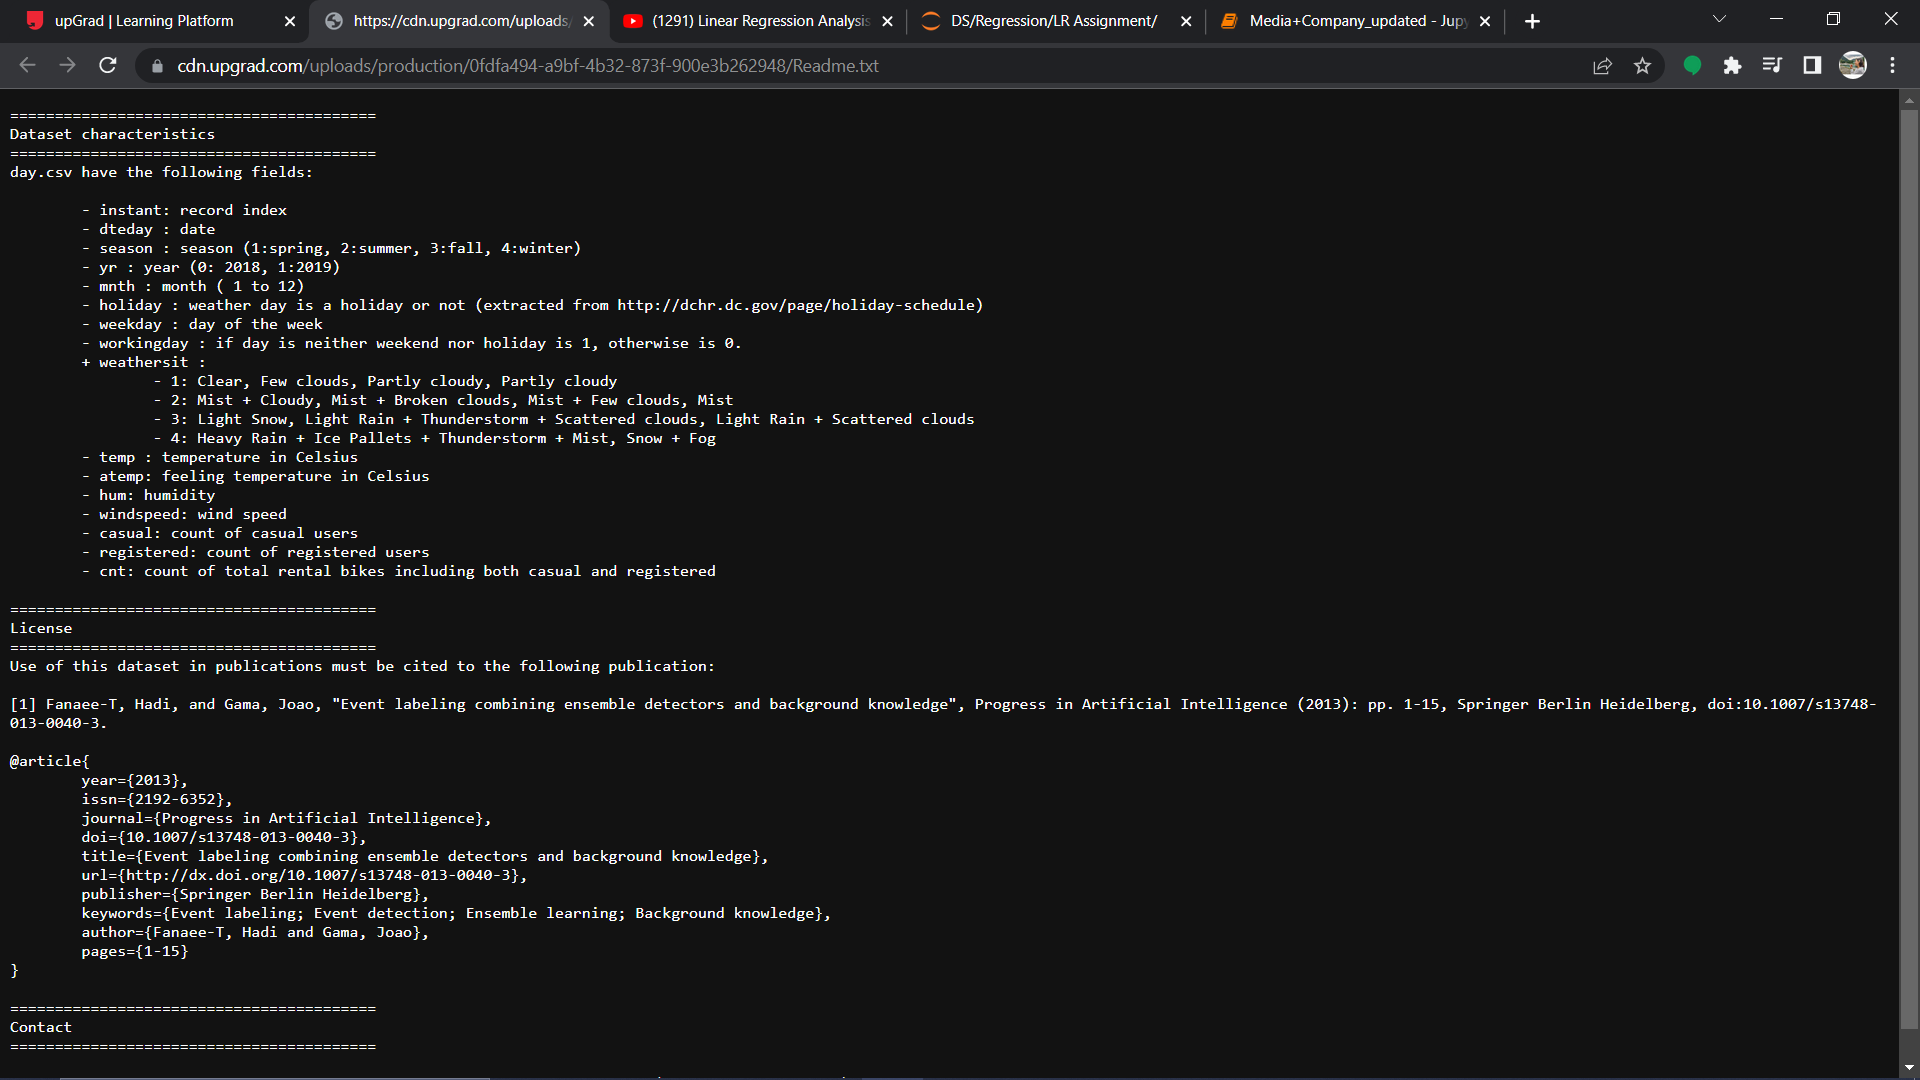 upGrad | Learning Platform
https://cdn.upgrad.com/uploads/
(1291) Linear Regression Analysis
DS/Regression/LR Assignment/
Media+Company_updated - Jupy
cdn.upgrad.com/uploads/production/0fdfa494-a9bf-4b32-873f-900e3b262948/Readme.txt
=========================================
Dataset characteristics
=========================================
day.csv have the following fields:
- instant: record index
- dteday : date
- season : season (1:spring, 2:summer, 3:fall, 4:winter)
- yr : year (0: 2018, 1:2019)
- mnth : month ( 1 to 12)
- holiday : weather day is a holiday or not (extracted from http://dchr.dc.gov/page/holiday-schedule)
- weekday : day of the week
- workingday : if day is neither weekend nor holiday is 1, otherwise is 0.
+ weathersit :
- 1: Clear, Few clouds, Partly cloudy, Partly cloudy
- 2: Mist + Cloudy, Mist + Broken clouds, Mist + Few clouds, Mist
- 3: Light Snow, Light Rain + Thunderstorm + Scattered clouds, Light Rain + Scattered clouds
- 4: Heavy Rain + Ice Pallets + Thunderstorm + Mist, Snow + Fog
- temp : temperature in Celsius
- atemp: feeling temperature in Celsius
- hum: humidity
- windspeed: wind speed
- casual: count of casual users
- registered: count of registered users
- cnt: count of total rental bikes including both casual and registered
=========================================
License
=========================================
Use of this dataset in publications must be cited to the following publication:
[1] Fanaee-T, Hadi, and Gama, Joao, "Event labeling combining ensemble detectors and background knowledge", Progress in Artificial Intelligence (2013): pp. 1-15, Springer Berlin Heidelberg, doi:10.1007/s13748-
013-0040-3.
@article{
year={2013},
issn={2192-6352},
journal={Progress in Artificial Intelligence},
doi={10.1007/s13748-013-0040-3},
title={Event labeling combining ensemble detectors and background knowledge},
url={http://dx.doi.org/10.1007/s13748-013-0040-3},
publisher={Springer Berlin Heidelberg},
keywords={Event labeling; Event detection; Ensemble learning; Background knowledge},
author={Fanaee-T, Hadi and Gama, Joao},
pages={1-15}
}
=========================================
Contact
=========================================